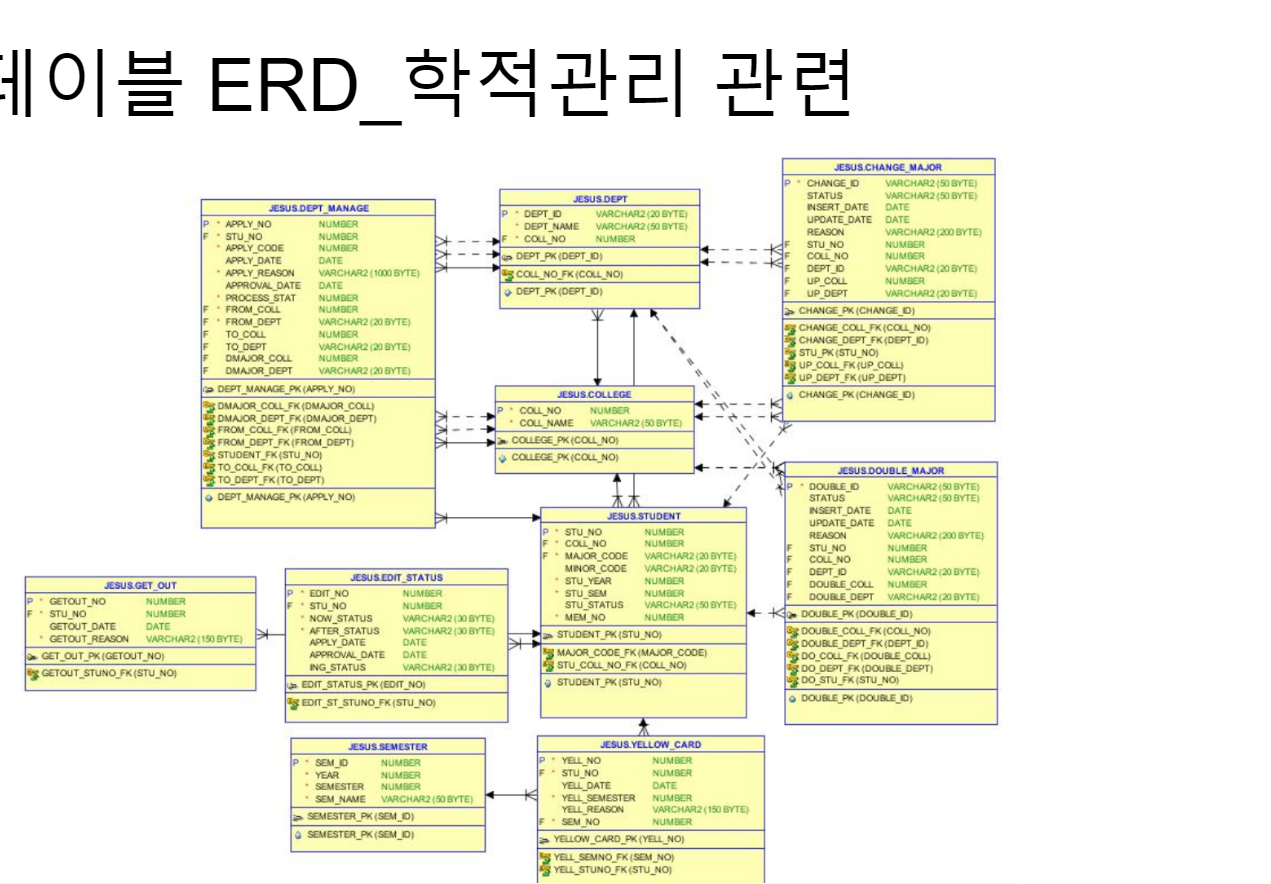 테이블 ERD_학적관리 관련
JESUS.DEPT_MANAGE
P * APPLY_NO NUMBER
F * STU_NO NUMBER
* APPLY_CODE NUMBER
APPLY_DATE DATE
* APPLY_REASON VARCHAR2 (1000 BYTE)
APPROVAL_DATE DATE
* PROCESS_STAT NUMBER
F * FROM_COLL NUMBER
F * FROM_DEPT VARCHAR2 (20 BYTE)
F TO_COLL NUMBER
F TO_DEPT VARCHAR2 (20 BYTE)
F DMAJOR_COLL NUMBER
F DMAJOR_DEPT VARCHAR2 (20 BYTE)
DEPT_MANAGE_PK (APPLY_NO)
DMAJOR_COLL_FK (DMAJOR_COLL)
DMAJOR_DEPT_FK (DMAJOR_DEPT)
FROM_COLL_FK (FROM_COLL)
FROM_DEPT_FK (FROM_DEPT)
STUDENT_FK (STU_NO)
TO_COLL_FK (TO_COLL)
TO_DEPT_FK (TO_DEPT)
DEPT_MANAGE_PK (APPLY_NO)
JESUS.DEPT
P * DEPT_ID VARCHAR2 (20 BYTE)
* DEPT_NAME VARCHAR2 (50 BYTE)
F * COLL_NO NUMBER
DEPT_PK (DEPT_ID)
COLL_NO_FK (COLL_NO)
DEPT_PK (DEPT_ID)
JESUS.CHANGE_MAJOR
P * CHANGE_ID VARCHAR2 (50 BYTE)
STATUS VARCHAR2 (50 BYTE)
INSERT_DATE DATE
UPDATE_DATE DATE
REASON VARCHAR2 (200 BYTE)
F STU_NO NUMBER
F COLL_NO NUMBER
F DEPT_ID VARCHAR2 (20 BYTE)
F UP_COLL NUMBER
F UP_DEPT VARCHAR2 (20 BYTE)
CHANGE_PK (CHANGE_ID)
CHANGE_COLL_FK (COLL_NO)
CHANGE_DEPT_FK (DEPT_ID)
STU_PK (STU_NO)
UP_COLL_FK (UP_COLL)
UP_DEPT_FK (UP_DEPT)
CHANGE_PK (CHANGE_ID)
JESUS.COLLEGE
P * COLL_NO NUMBER
* COLL_NAME VARCHAR2 (50 BYTE)
COLLEGE_PK (COLL_NO)
COLLEGE_PK (COLL_NO)
JESUS.DOUBLE_MAJOR
P * DOUBLE_ID VARCHAR2 (50 BYTE)
STATUS VARCHAR2 (50 BYTE)
INSERT_DATE DATE
UPDATE_DATE DATE
REASON VARCHAR2 (200 BYTE)
F STU_NO NUMBER
F COLL_NO NUMBER
F DEPT_ID VARCHAR2 (20 BYTE)
F DOUBLE_COLL NUMBER
F DOUBLE_DEPT VARCHAR2 (20 BYTE)
DOUBLE_PK (DOUBLE_ID)
DOUBLE_COLL_FK (COLL_NO)
DOUBLE_DEPT_FK (DEPT_ID)
DO_COLL_FK (DOUBLE_COLL)
DO_DEPT_FK (DOUBLE_DEPT)
DO_STU_FK (STU_NO)
DOUBLE_PK (DOUBLE_ID)
JESUS.STUDENT
P * STU_NO NUMBER
F * COLL_NO NUMBER
F * MAJOR_CODE VARCHAR2 (20 BYTE)
MINOR_CODE VARCHAR2 (20 BYTE)
* STU_YEAR NUMBER
* STU_SEM NUMBER
STU_STATUS VARCHAR2 (50 BYTE)
* MEM_NO NUMBER
STUDENT_PK (STU_NO)
MAJOR_CODE_FK (MAJOR_CODE)
STU_COLL_NO_FK (COLL_NO)
STUDENT_PK (STU_NO)
JESUS.GET_OUT
P * GETOUT_NO NUMBER
F * STU_NO NUMBER
GETOUT_DATE DATE
* GETOUT_REASON VARCHAR2 (150 BYTE)
GET_OUT_PK (GETOUT_NO)
GETOUT_STUNO_FK (STU_NO)
JESUS.EDIT_STATUS
P * EDIT_NO NUMBER
F * STU_NO NUMBER
* NOW_STATUS VARCHAR2 (30 BYTE)
* AFTER_STATUS VARCHAR2 (30 BYTE)
APPLY_DATE DATE
APPROVAL_DATE DATE
ING_STATUS VARCHAR2 (30 BYTE)
EDIT_STATUS_PK (EDIT_NO)
EDIT_ST_STUNO_FK (STU_NO)
JESUS.SEMESTER
P * SEM_ID NUMBER
* YEAR NUMBER
* SEMESTER NUMBER
* SEM_NAME VARCHAR2 (50 BYTE)
SEMESTER_PK (SEM_ID)
SEMESTER_PK (SEM_ID)
JESUS.YELLOW_CARD
P * YELL_NO NUMBER
F * STU_NO NUMBER
YELL_DATE DATE
* YELL_SEMESTER NUMBER
YELL_REASON VARCHAR2 (150 BYTE)
F * SEM_NO NUMBER
YELLOW_CARD_PK (YELL_NO)
YELL_SEMNO_FK (SEM_NO)
YELL_STUNO_FK (STU_NO)